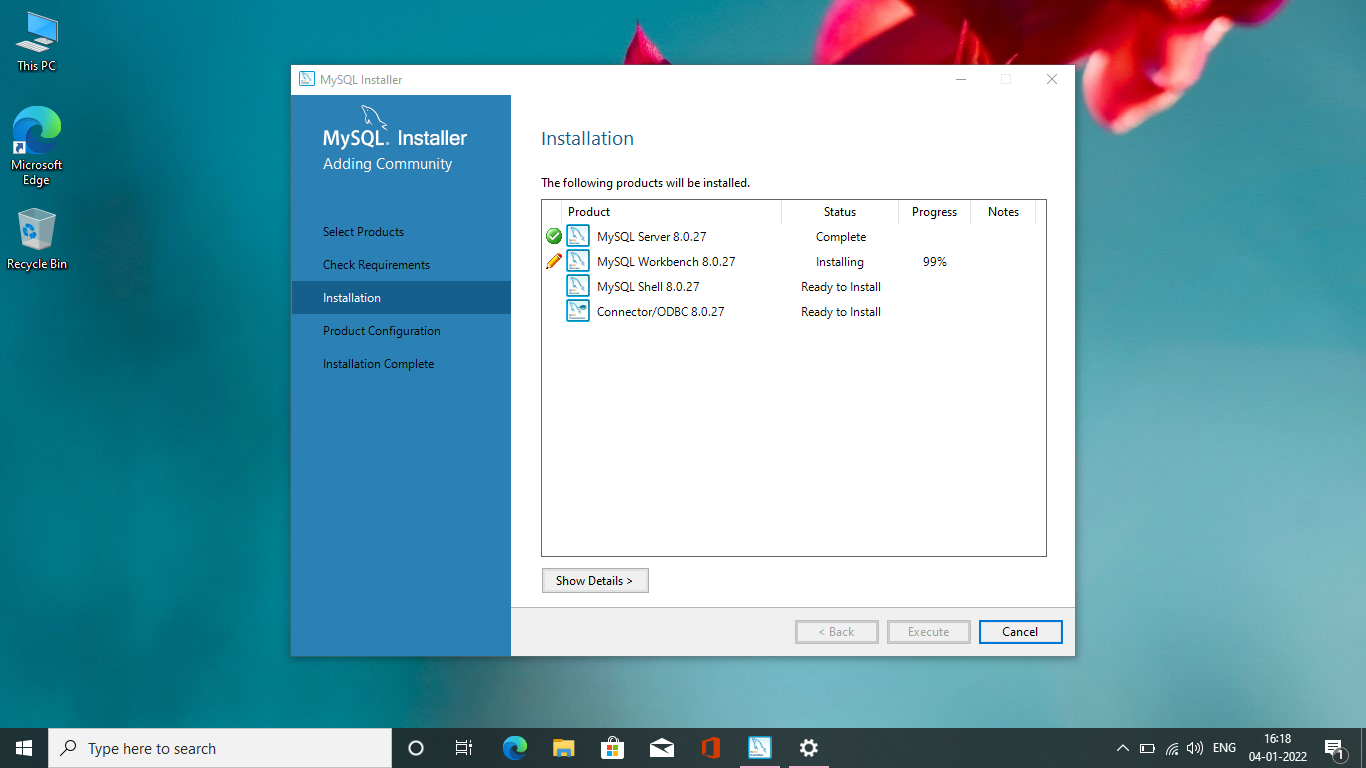 This PC
Microsoft
Edge
Recycle Bin
MySQL Installer
MySQL. Installer
Adding Community
Select Products
Check Requirements
Installation
Product Configuration
Installation Complete
Installation
The following products will be installed.
Product Status Progress Notes
MySQL Server 8.0.27 Complete
MySQL Workbench 8.0.27 Installing 99%
MySQL Shell 8.0.27 Ready to Install
Connector/ODBC 8.0.27 Ready to Install
Show Details >
< Back Execute Cancel
Type here to search
ENG
16:18
04-01-2022
1